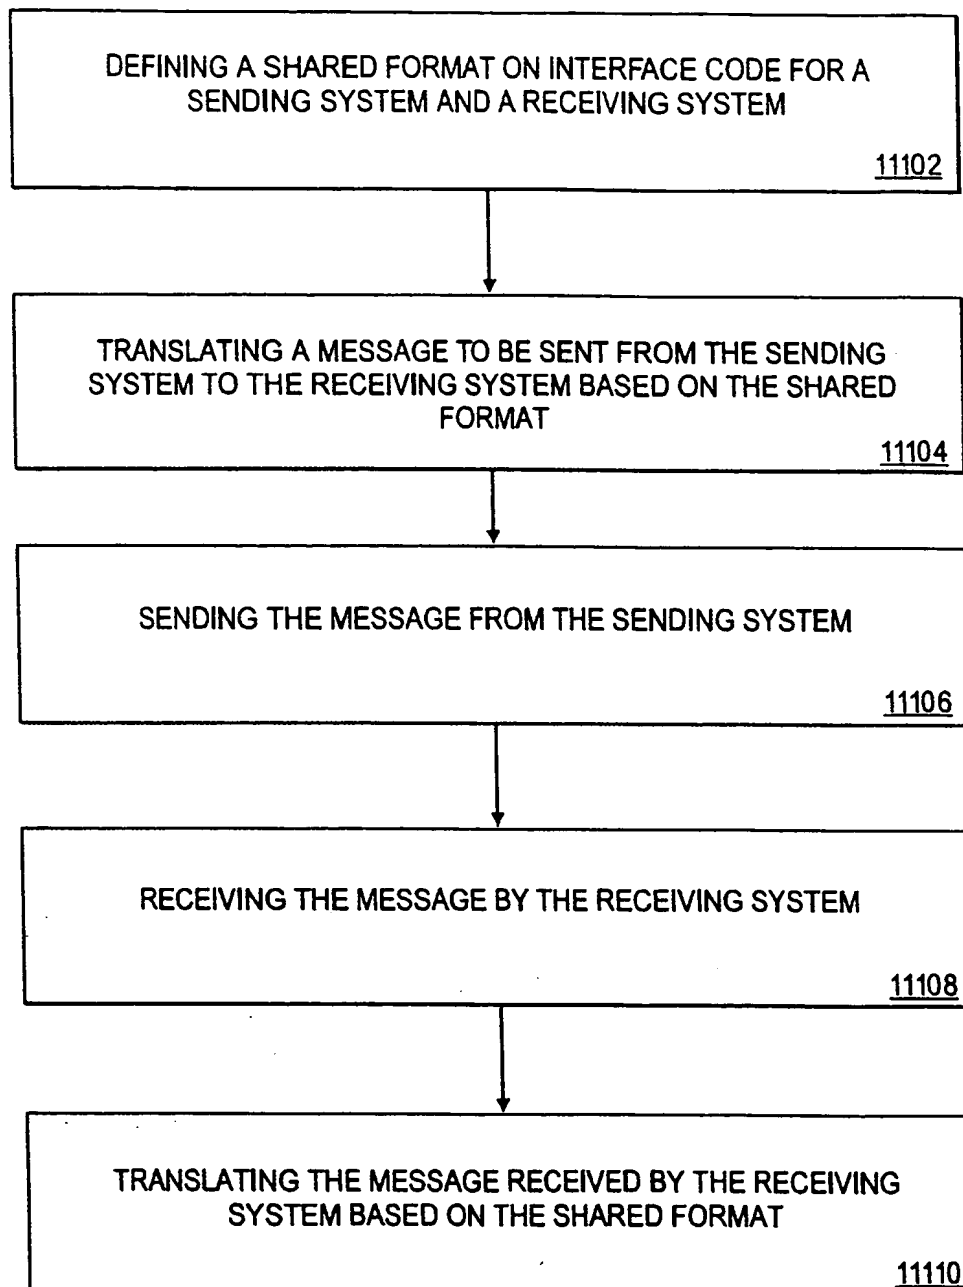 DEFINING A SHARED FORMAT ON INTERFACE CODE FOR A
SENDING SYSTEM AND A RECEIVING SYSTEM
11102
TRANSLATING A MESSAGE TO BE SENT FROM THE SENDING
SYSTEM TO THE RECEIVING SYSTEM BASED ON THE SHARED
FORMAT
11104
SENDING THE MESSAGE FROM THE SENDING SYSTEM
11106
RECEIVING THE MESSAGE BY THE RECEIVING SYSTEM
11108
TRANSLATING THE MESSAGE RECEIVED BY THE RECEIVING
SYSTEM BASED ON THE SHARED FORMAT
11110